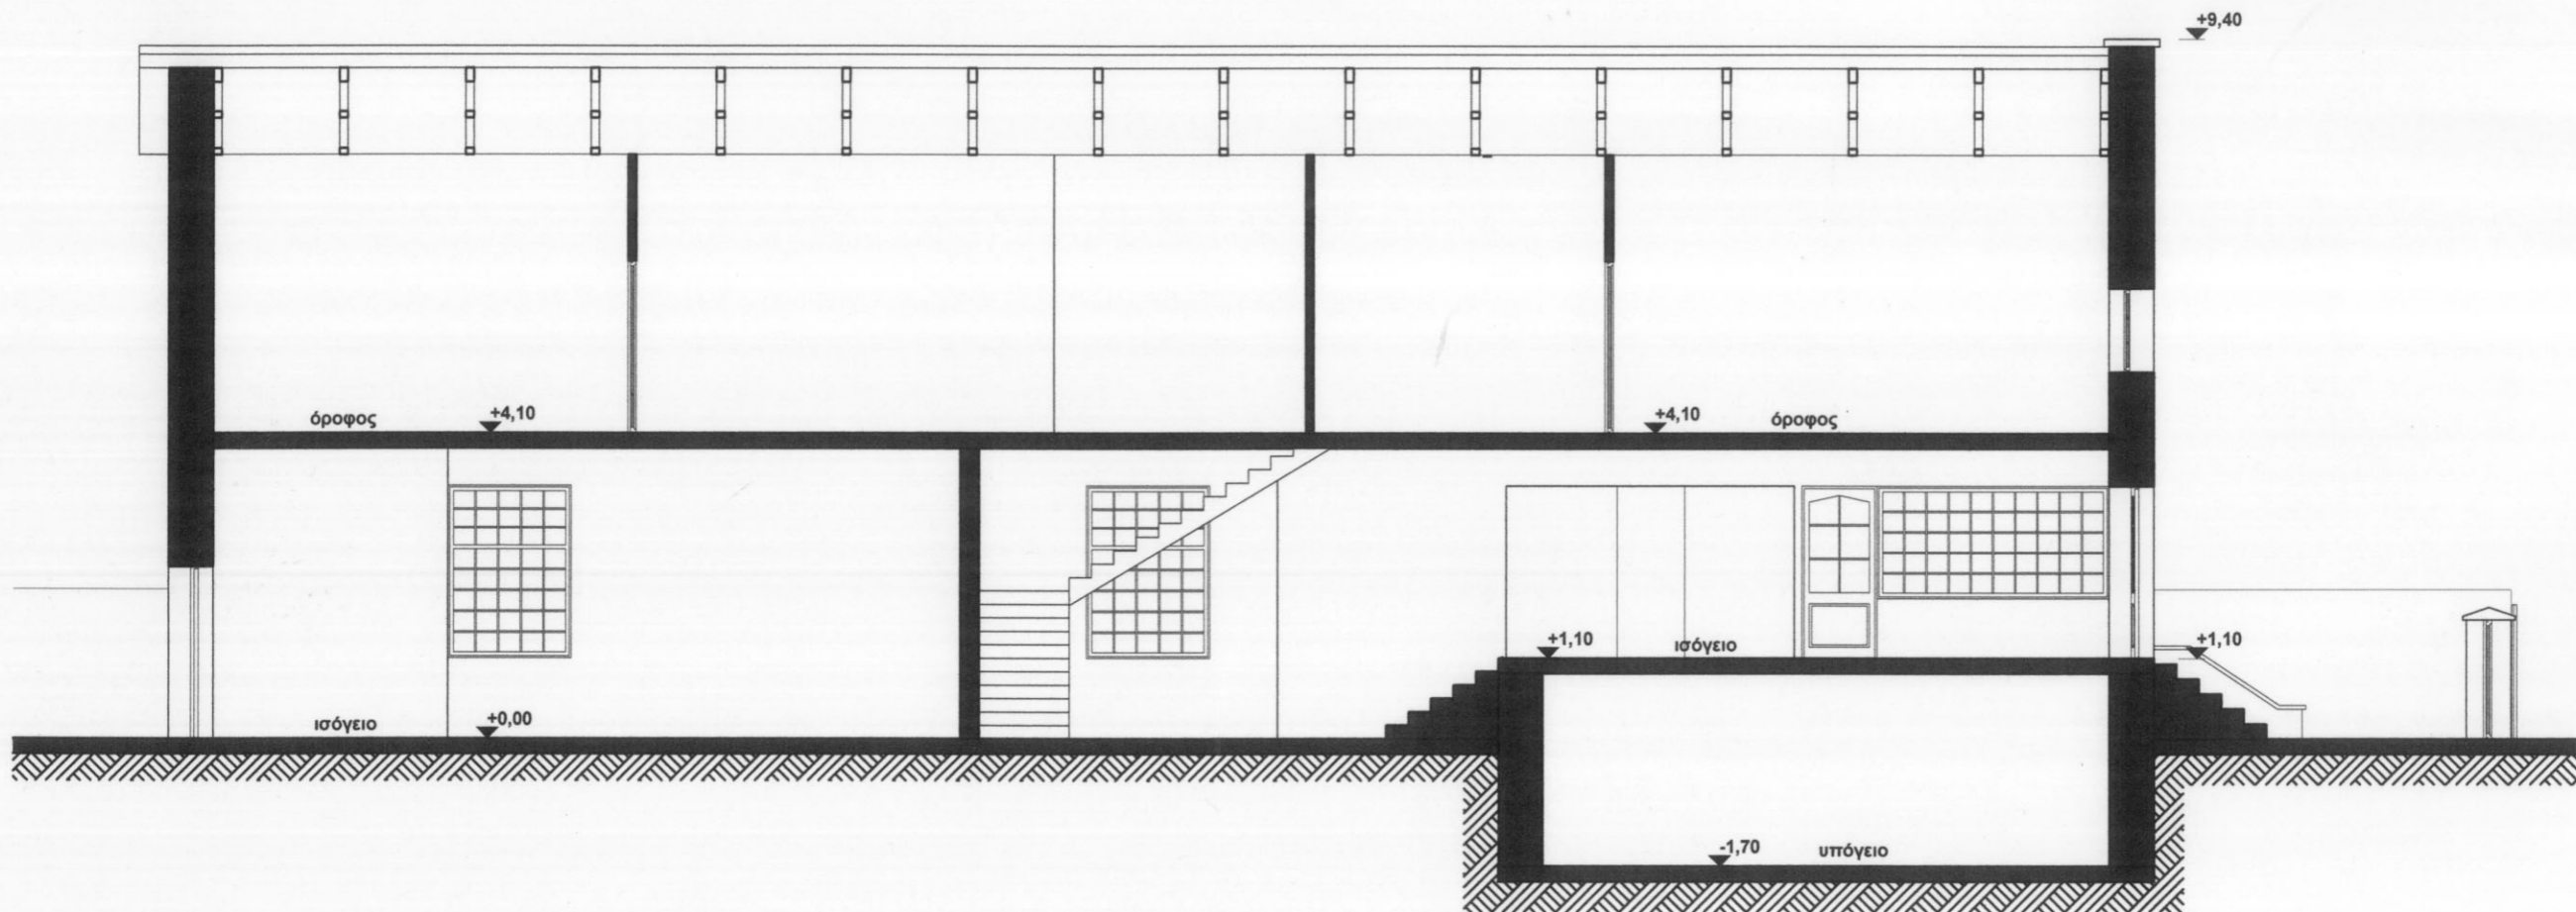 +9,40
όροφος
+4,10
+4,10
όροφος
+1,10
ισόγειο
+1,10
ισόγειο
+0,00
-1,70
υπόγειο